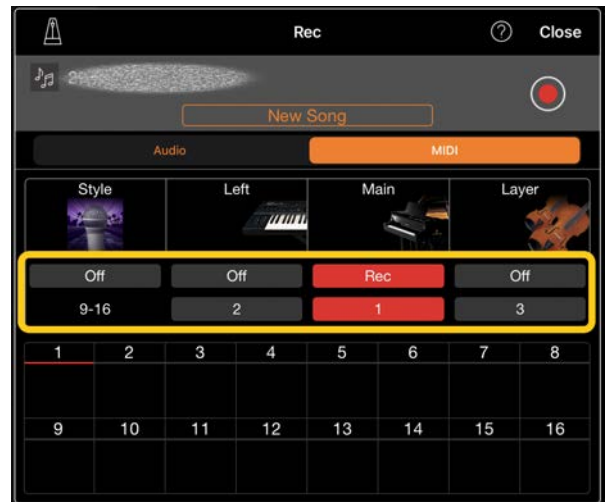 Rec ? Close
New Song
Audio MIDI
Style Left Main Layer
Off Off Rec Off
9-16 2 1 3
1 2 3 4 5 6 7 8
9 10 11 12 13 14 15 16